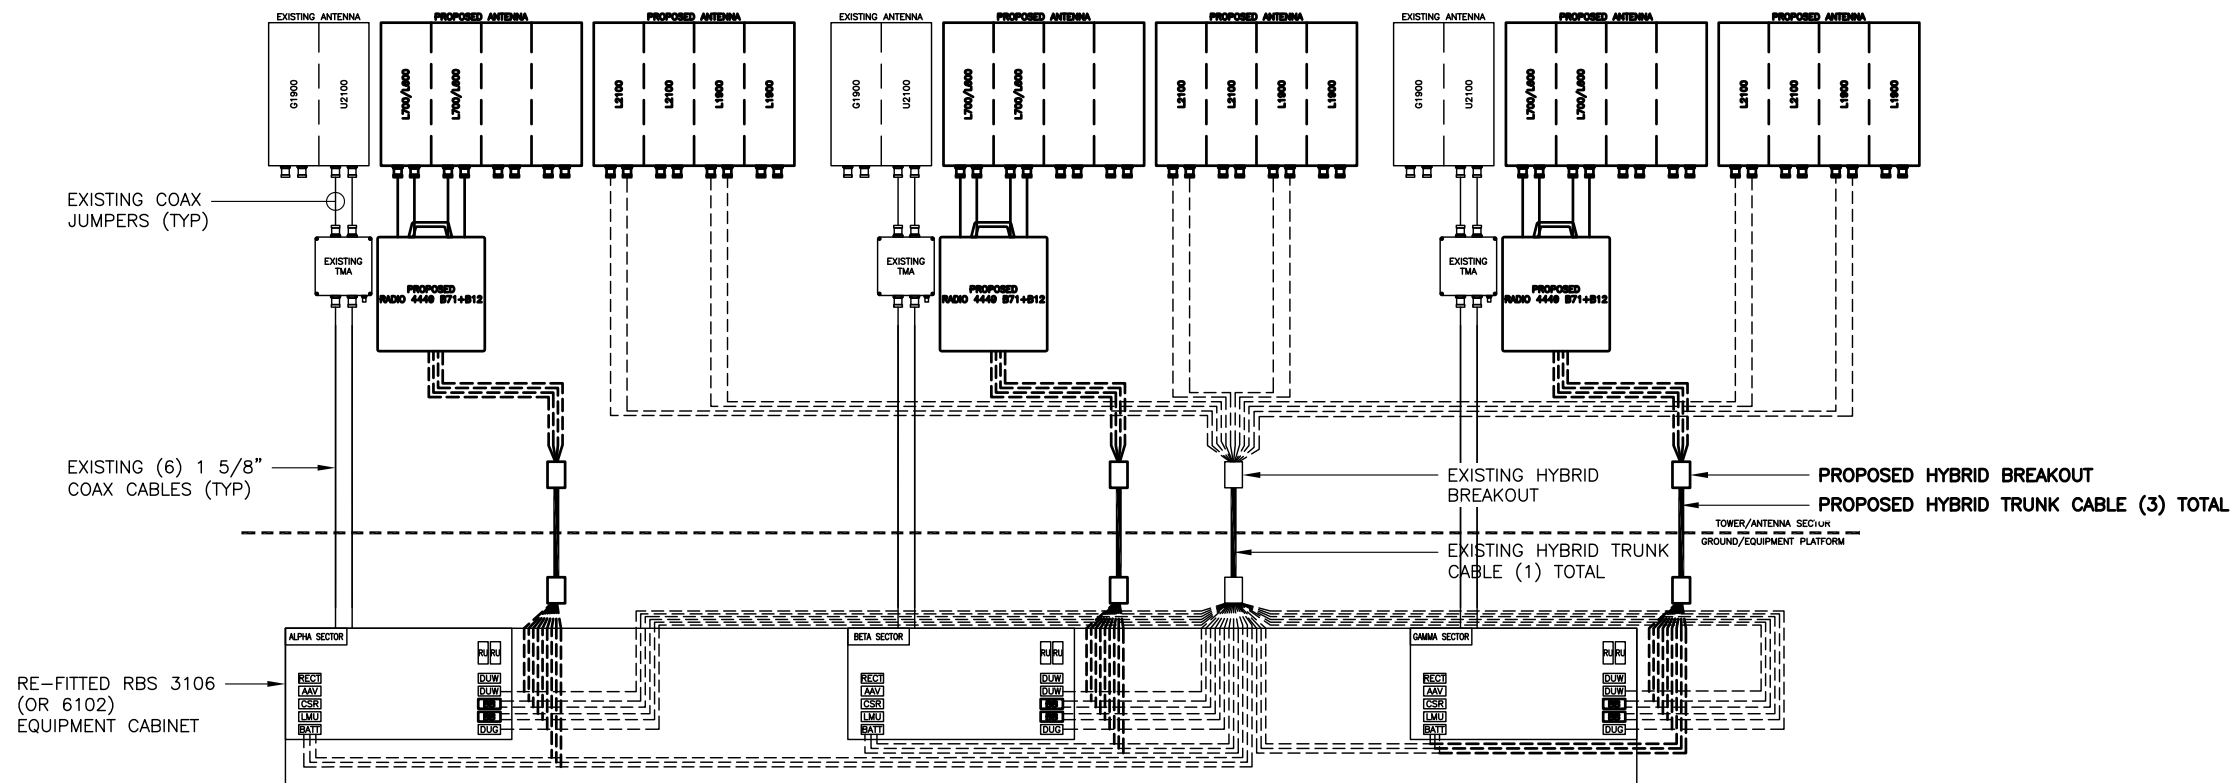 EXISTING ANTENNA
PROPOSED ANTENNA
PROPOSED ANTENNA
EXISTING ANTENNA
PROPOSED ANTENNA
PROPOSED ANTENNA
EXISTING ANTENNA
PROPOSED ANTENNA
PROPOSED ANTENNA
G1900
U2100
L700/L600
L700/L600
L2100
L2100
L1900
L1900
G1900
U2100
L700/L600
L700/L600
L2100
L2100
L1900
L1900
G1900
U2100
L700/L600
L700/L600
L2100
L2100
L1900
L1900
EXISTING COAX
JUMPERS (TYP)
EXISTING
TMA
PROPOSED
RADIO 4449 B71+B12
EXISTING
TMA
PROPOSED
RADIO 4449 B71+B12
EXISTING
TMA
PROPOSED
RADIO 4449 B71+B12
EXISTING (6) 1 5/8"
COAX CABLES (TYP)
EXISTING HYBRID
BREAKOUT
PROPOSED HYBRID BREAKOUT
PROPOSED HYBRID TRUNK CABLE (3) TOTAL
TOWER/ANTENNA SECTOR
GROUND/EQUIPMENT PLATFORM
EXISTING HYBRID TRUNK
CABLE (1) TOTAL
RE-FITTED RBS 3106
(OR 6102)
EQUIPMENT CABINET
ALPHA SECTOR
RU RU
RECT
AAV
CSR
LMU
BATT
DUW
DUW
BB
BB
DUG
BETA SECTOR
RU RU
RECT
AAV
CSR
LMU
BATT
DUW
DUW
BB
BB
DUG
GAMMA SECTOR
RU RU
RECT
AAV
CSR
LMU
BATT
DUW
DUW
BB
BB
DUG